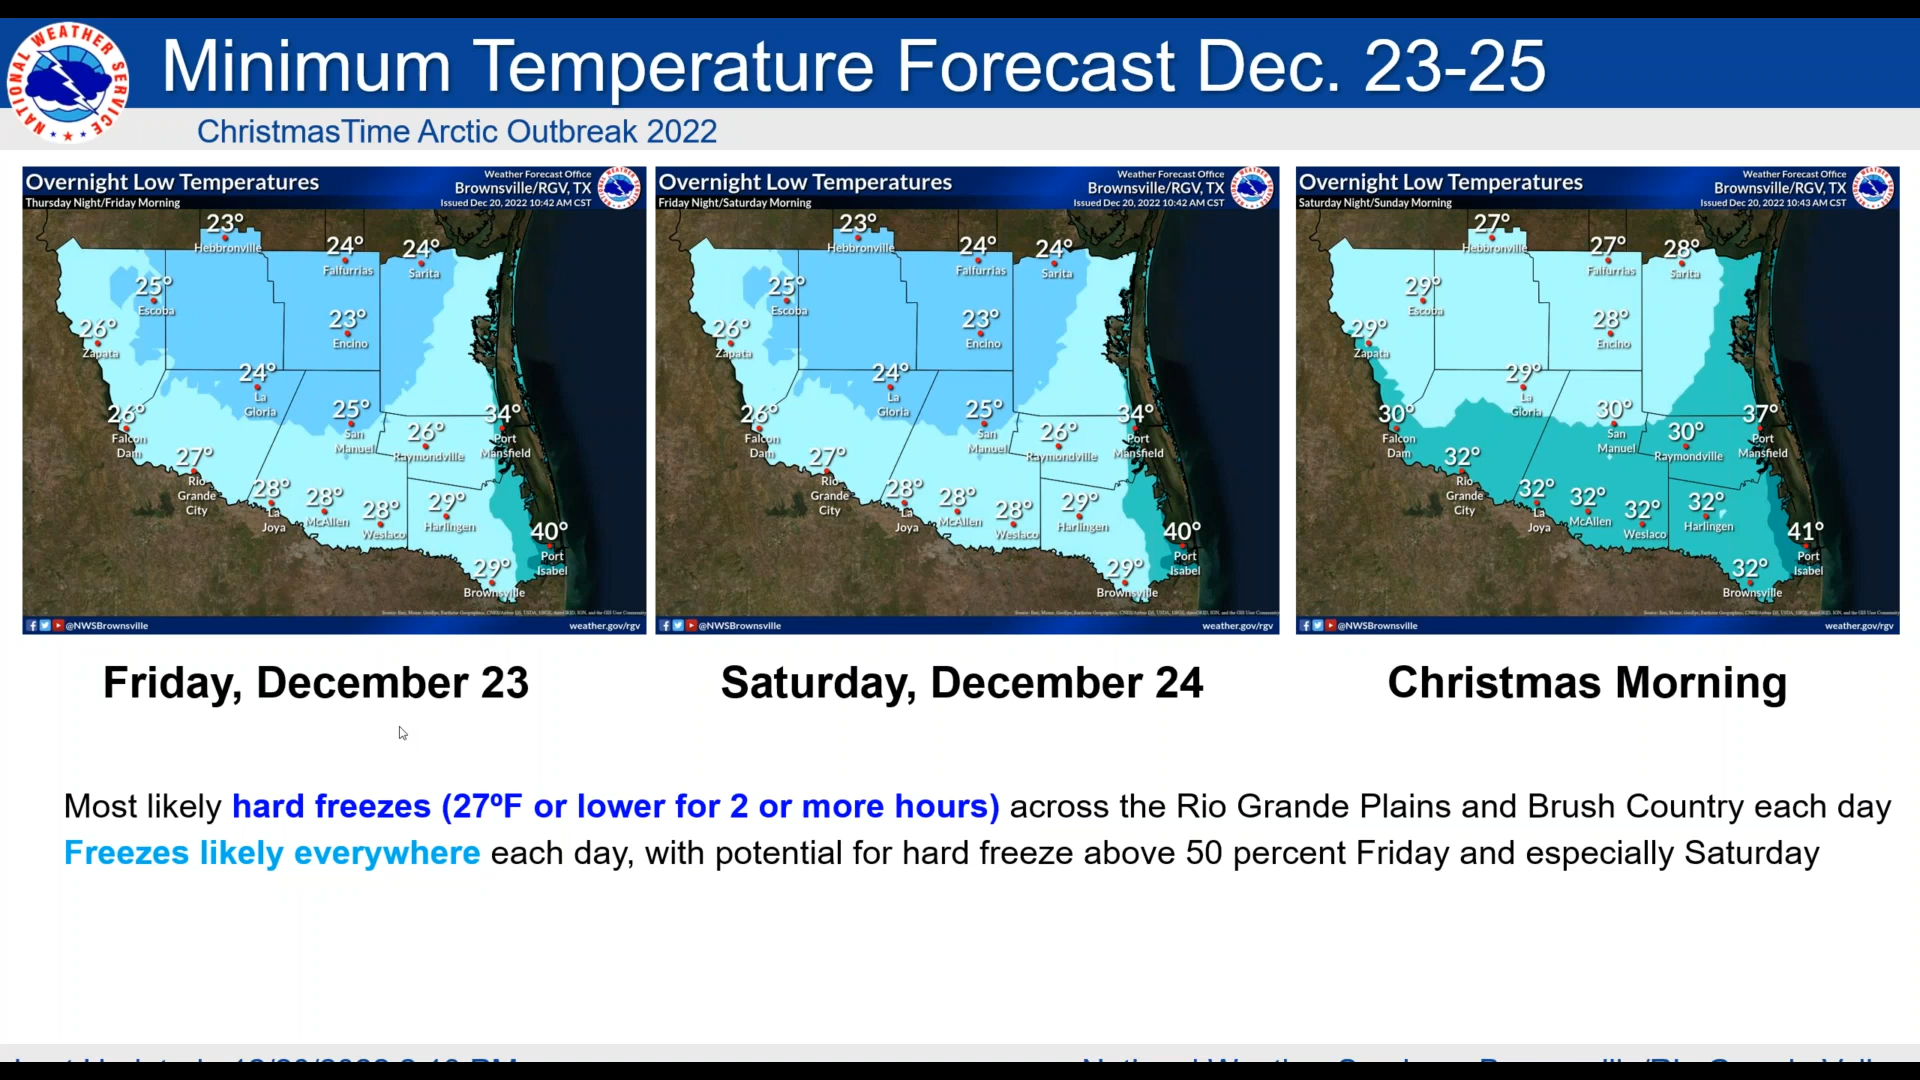 NATIONAL WEATHER SERVICE
Minimum Temperature Forecast Dec. 23-25
ChristmasTime Arctic Outbreak 2022
Overnight Low Temperatures
Thursday Night/Friday Morning
Weather Forecast Office
Brownsville/RGV, TX
Issued Dec 20, 2022 10:42 AM CST
23°
Hebbronville
24°
Falfurrias
24°
Sarita
25°
Escoba
26°
Zapata
23°
Encino
24°
La
Gloria
26°
Falcon
Dam
25°
San
Manuel
26°
Raymondville
34°
Port
Mansfield
27°
Rio
Grande
City
28°
La
Joya
28°
McAllen
28°
Weslaco
29°
Harlingen
40°
Port
Isabel
29°
Brownsville
@NWSBrownsville
weather.gov/rgv
Overnight Low Temperatures
Friday Night/Saturday Morning
Weather Forecast Office
Brownsville/RGV, TX
Issued Dec 20, 2022 10:42 AM CST
23°
Hebbronville
24°
Falfurrias
24°
Sarita
25°
Escoba
26°
Zapata
23°
Encino
24°
La
Gloria
26°
Falcon
Dam
25°
San
Manuel
26°
Raymondville
34°
Port
Mansfield
27°
Rio
Grande
City
28°
La
Joya
28°
McAllen
28°
Weslaco
29°
Harlingen
40°
Port
Isabel
29°
Brownsville
@NWSBrownsville
weather.gov/rgv
Overnight Low Temperatures
Saturday Night/Sunday Morning
Weather Forecast Office
Brownsville/RGV, TX
Issued Dec 20, 2022 10:43 AM CST
27°
Hebbronville
27°
Falfurrias
28°
Sarita
29°
Escoba
29°
Zapata
28°
Encino
29°
La
Gloria
30°
Falcon
Dam
30°
San
Manuel
30°
Raymondville
37°
Port
Mansfield
32°
Rio
Grande
City
32°
La
Joya
32°
McAllen
32°
Weslaco
32°
Harlingen
41°
Port
Isabel
32°
Brownsville
@NWSBrownsville
weather.gov/rgv
Friday, December 23
Saturday, December 24
Christmas Morning
Most likely hard freezes (27ºF or lower for 2 or more hours) across the Rio Grande Plains and Brush Country each day
Freezes likely everywhere each day, with potential for hard freeze above 50 percent Friday and especially Saturday